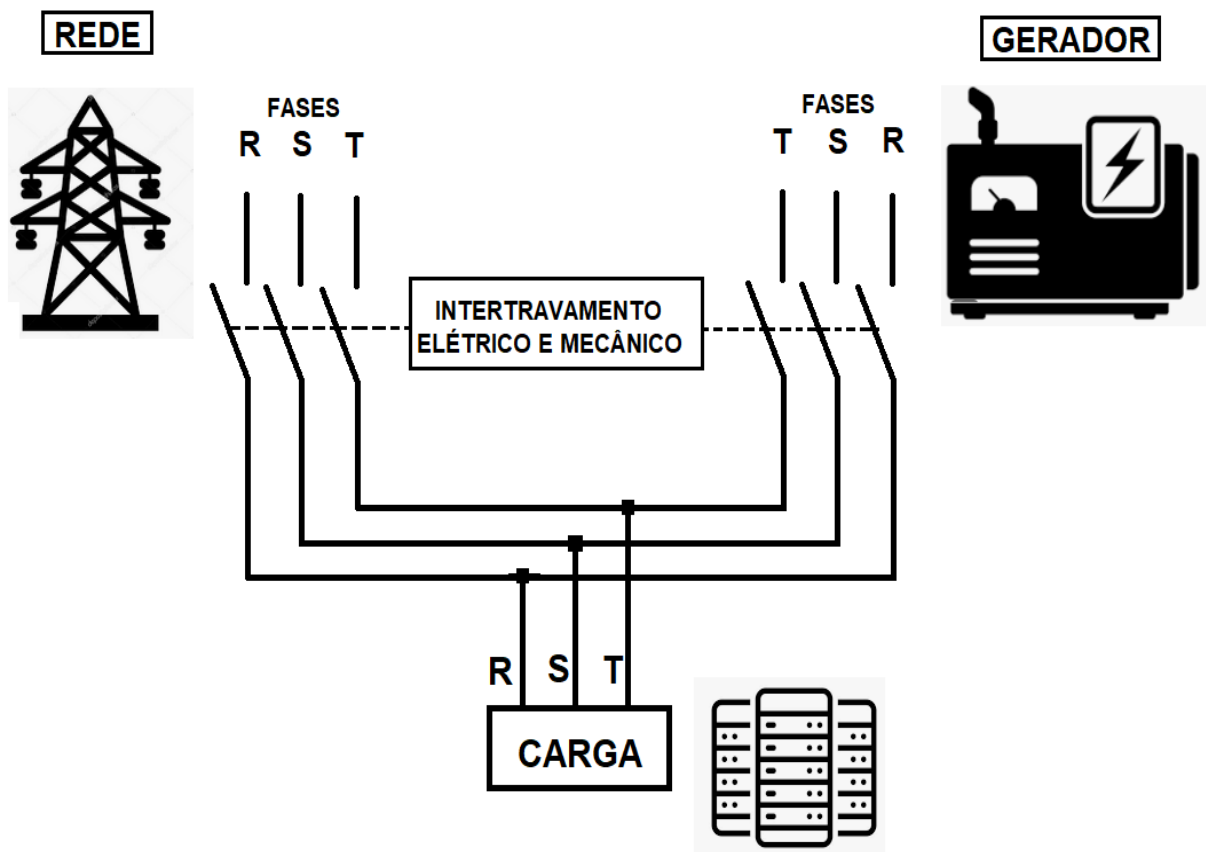 REDE
GERADOR
FASES
R S T
FASES
T S R
INTERTRAVAMENTO
ELÉTRICO E MECÂNICO
R S T
CARGA